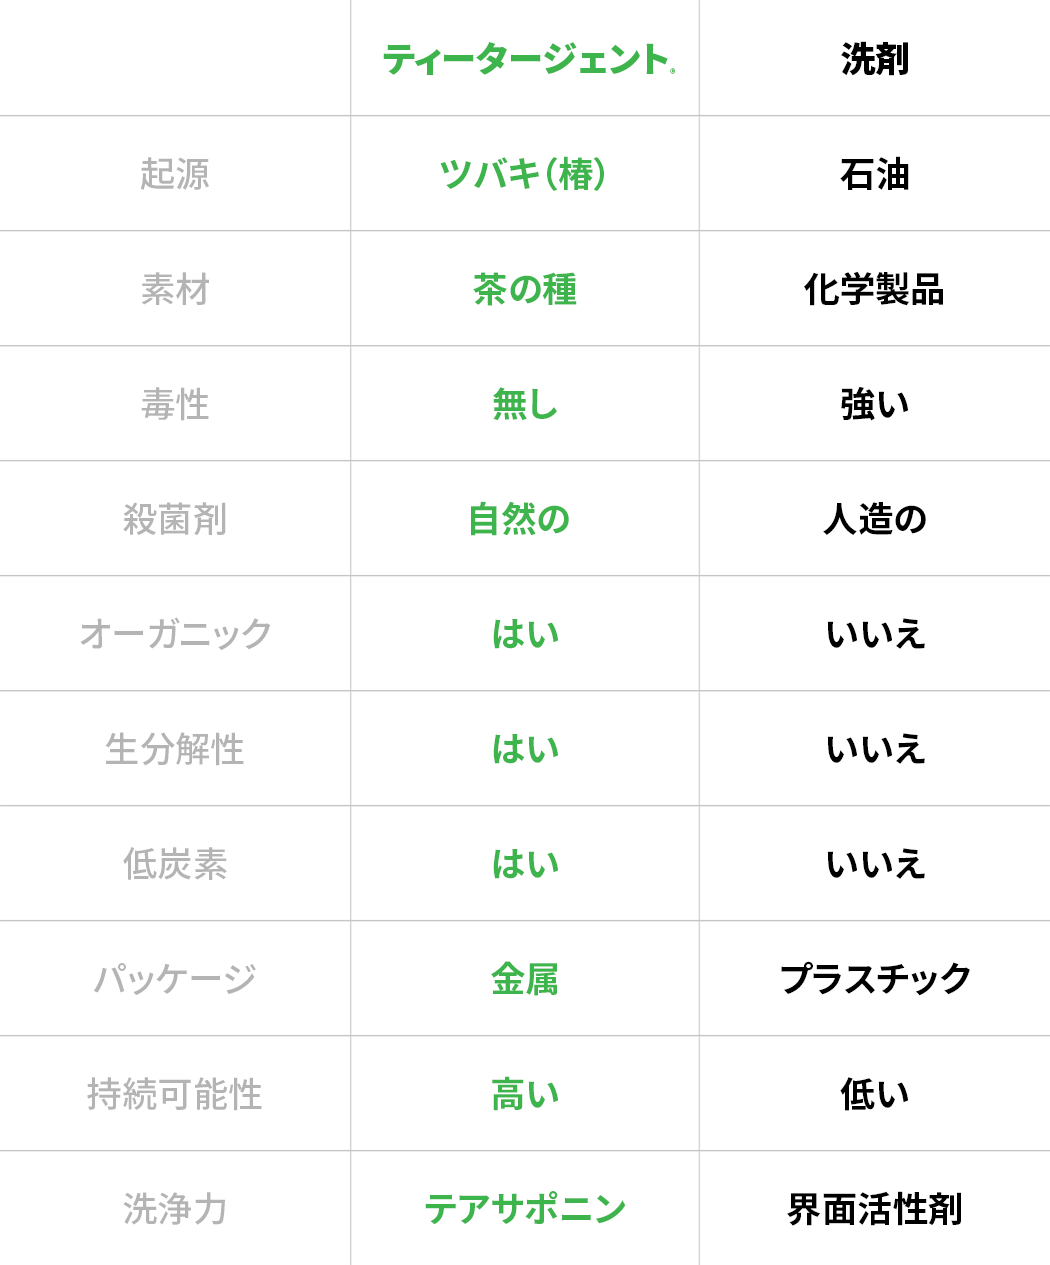 ティータージェント® 洗剤
起源 ツバキ（椿） 石油
素材 茶の種 化学製品
毒性 無し 強い
殺菌剤 自然の 人造の
オーガニック はい いいえ
生分解性 はい いいえ
低炭素 はい いいえ
パッケージ 金属 プラスチック
持続可能性 高い 低い
洗浄力 テアサポニン 界面活性剤